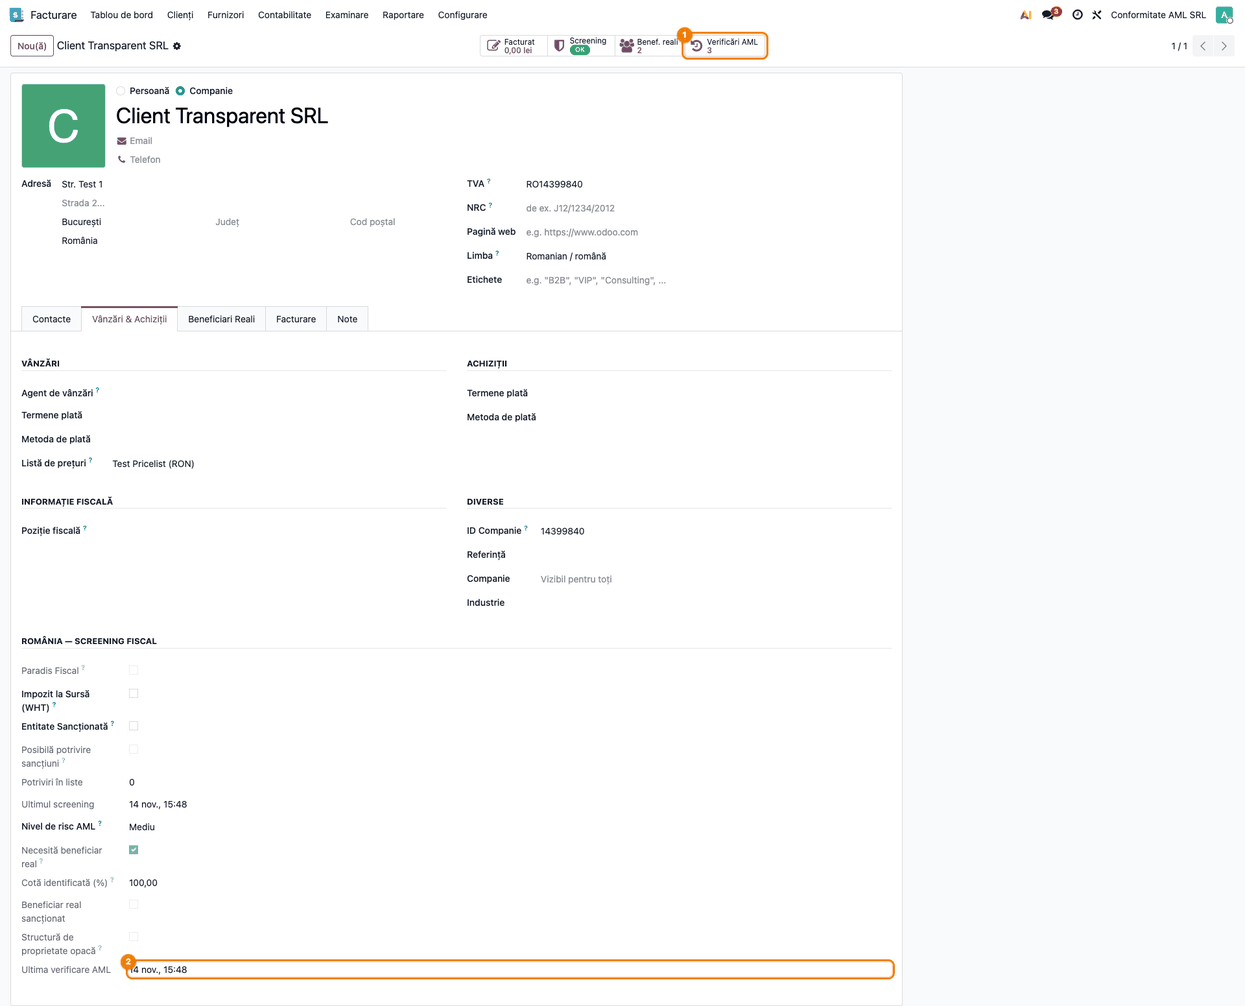 Facturare Tablou de bord Clienți Furnizori Contabilitate Examinare Raportare Configurare AI 3 Conformitate AML SRL A
Nou(ă) Client Transparent SRL Facturat 0,00 lei Screening OK Benef. reali 2 1 Verificări AML 3 1 / 1
C
Persoană Companie
Client Transparent SRL
Email
Telefon
Adresă Str. Test 1
Strada 2...
București Județ Cod poștal
România
TVA ? RO14399840
NRC ? de ex. J12/1234/2012
Pagină web e.g. https://www.odoo.com
Limba ? Romanian / română
Etichete e.g. "B2B", "VIP", "Consulting", ...
Contacte Vânzări & Achiziții Beneficiari Reali Facturare Note
VÂNZĂRI
Agent de vânzări ?
Termene plată
Metoda de plată
Listă de prețuri ? Test Pricelist (RON)
ACHIZIȚII
Termene plată
Metoda de plată
INFORMAȚIE FISCALĂ
Poziție fiscală ?
DIVERSE
ID Companie ? 14399840
Referință
Companie Vizibil pentru toți
Industrie
ROMÂNIA — SCREENING FISCAL
Paradis Fiscal ?
Impozit la Sursă
(WHT) ?
Entitate Sancționată ?
Posibilă potrivire
sancțiuni ?
Potriviri în liste 0
Ultimul screening 14 nov., 15:48
Nivel de risc AML ? Mediu
Necesită beneficiar
real ?
Cotă identificată (%) ? 100,00
Beneficiar real
sancționat
Structură de
proprietate opacă ?
2
Ultima verificare AML 14 nov., 15:48